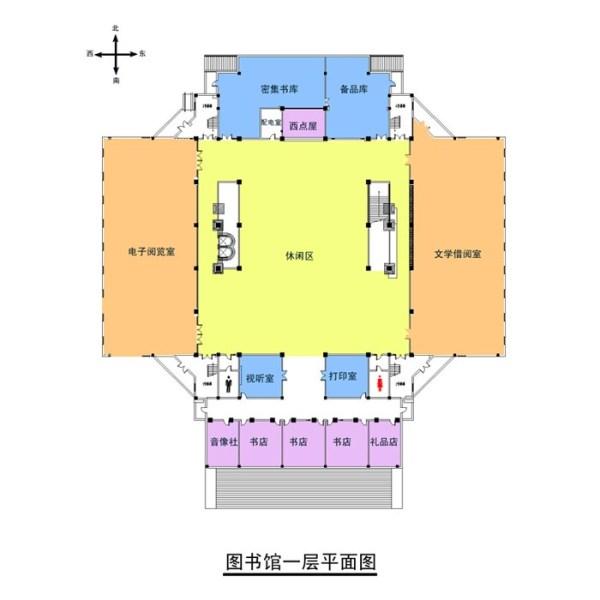 北
西 东
南
密集书库 备品库
配电室 西点屋
电子阅览室 休闲区 文学借阅室
视听室 打印室
音像社 书店 书店 书店 礼品店
图书馆一层平面图